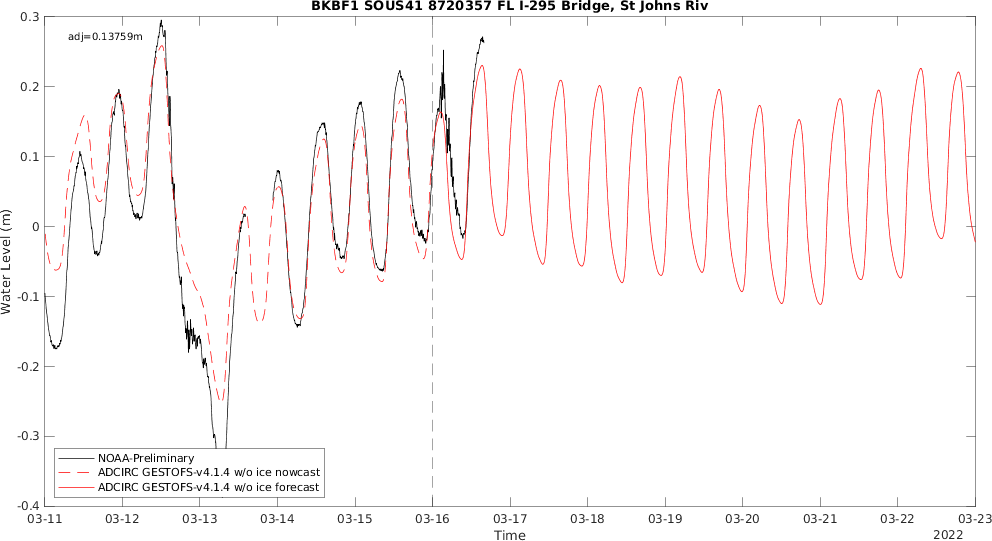 BKBF1 SOUS41 8720357 FL I-295 Bridge, St Johns Riv
adj=0.13759m
Water Level (m)
0.3
0.2
0.1
0
-0.1
-0.2
-0.3
-0.4
NOAA-Preliminary
ADCIRC GESTOFS-v4.1.4 w/o ice nowcast
ADCIRC GESTOFS-v4.1.4 w/o ice forecast
03-11 03-12 03-13 03-14 03-15 03-16 03-17 03-18 03-19 03-20 03-21 03-22 03-23
Time
2022